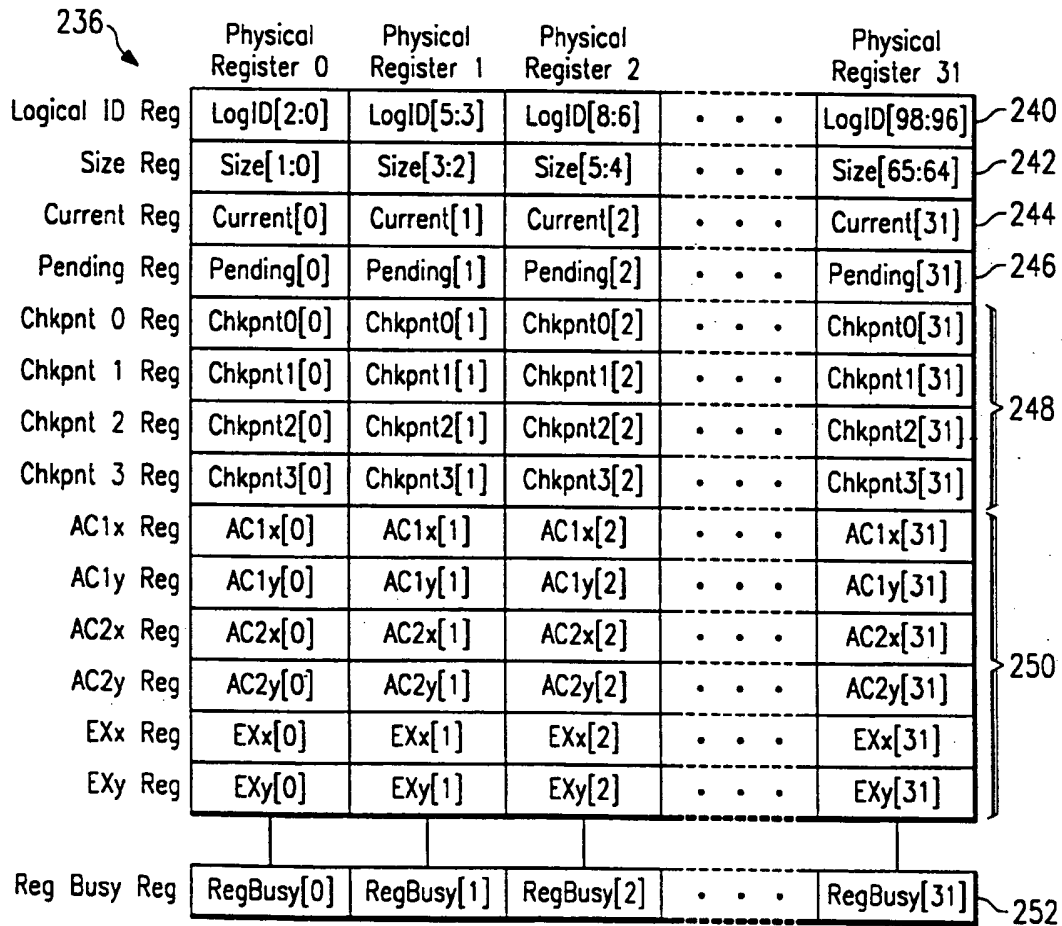 236
Physical Register 0 Physical Register 1 Physical Register 2 Physical Register 31
Logical ID Reg LogID[2:0] LogID[5:3] LogID[8:6] . . . LogID[98:96] 240
Size Reg Size[1:0] Size[3:2] Size[5:4] . . . Size[65:64] 242
Current Reg Current[0] Current[1] Current[2] . . . Current[31] 244
Pending Reg Pending[0] Pending[1] Pending[2] . . . Pending[31] 246
Chkpnt 0 Reg Chkpnt0[0] Chkpnt0[1] Chkpnt0[2] . . . Chkpnt0[31]
Chkpnt 1 Reg Chkpnt1[0] Chkpnt1[1] Chkpnt1[2] . . . Chkpnt1[31]
248
Chkpnt 2 Reg Chkpnt2[0] Chkpnt2[1] Chkpnt2[2] . . . Chkpnt2[31]
Chkpnt 3 Reg Chkpnt3[0] Chkpnt3[1] Chkpnt3[2] . . . Chkpnt3[31]
AC1x Reg AC1x[0] AC1x[1] AC1x[2] . . . AC1x[31]
AC1y Reg AC1y[0] AC1y[1] AC1y[2] . . . AC1y[31]
AC2x Reg AC2x[0] AC2x[1] AC2x[2] . . . AC2x[31]
250
AC2y Reg AC2y[0] AC2y[1] AC2y[2] . . . AC2y[31]
EXx Reg EXx[0] EXx[1] EXx[2] . . . EXx[31]
EXy Reg EXy[0] EXy[1] EXy[2] . . . EXy[31]
Reg Busy Reg RegBusy[0] RegBusy[1] RegBusy[2] . . . RegBusy[31] 252